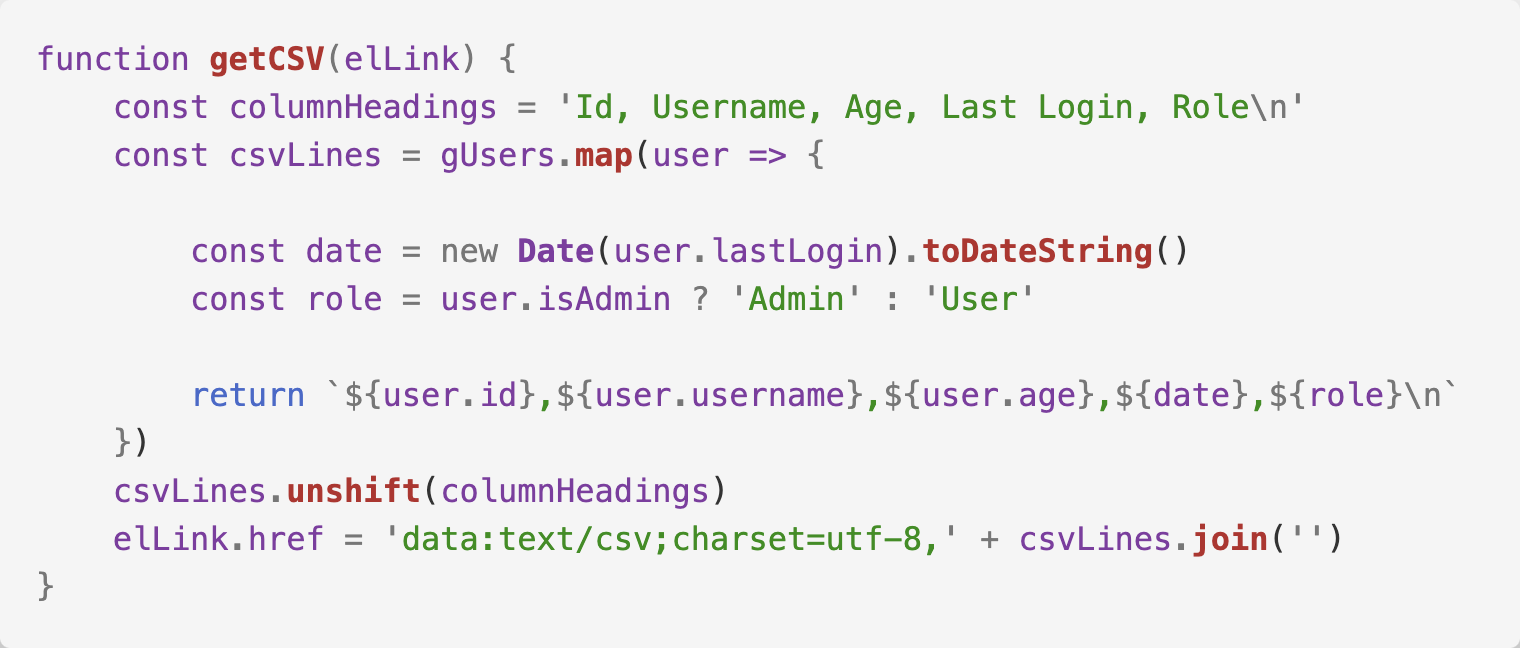 function getCSV(elLink) {
    const columnHeadings = 'Id, Username, Age, Last Login, Role\n'
    const csvLines = gUsers.map(user => {

        const date = new Date(user.lastLogin).toDateString()
        const role = user.isAdmin ? 'Admin' : 'User'

        return `${user.id},${user.username},${user.age},${date},${role}\n`
    })
    csvLines.unshift(columnHeadings)
    elLink.href = 'data:text/csv;charset=utf-8,' + csvLines.join('')
}